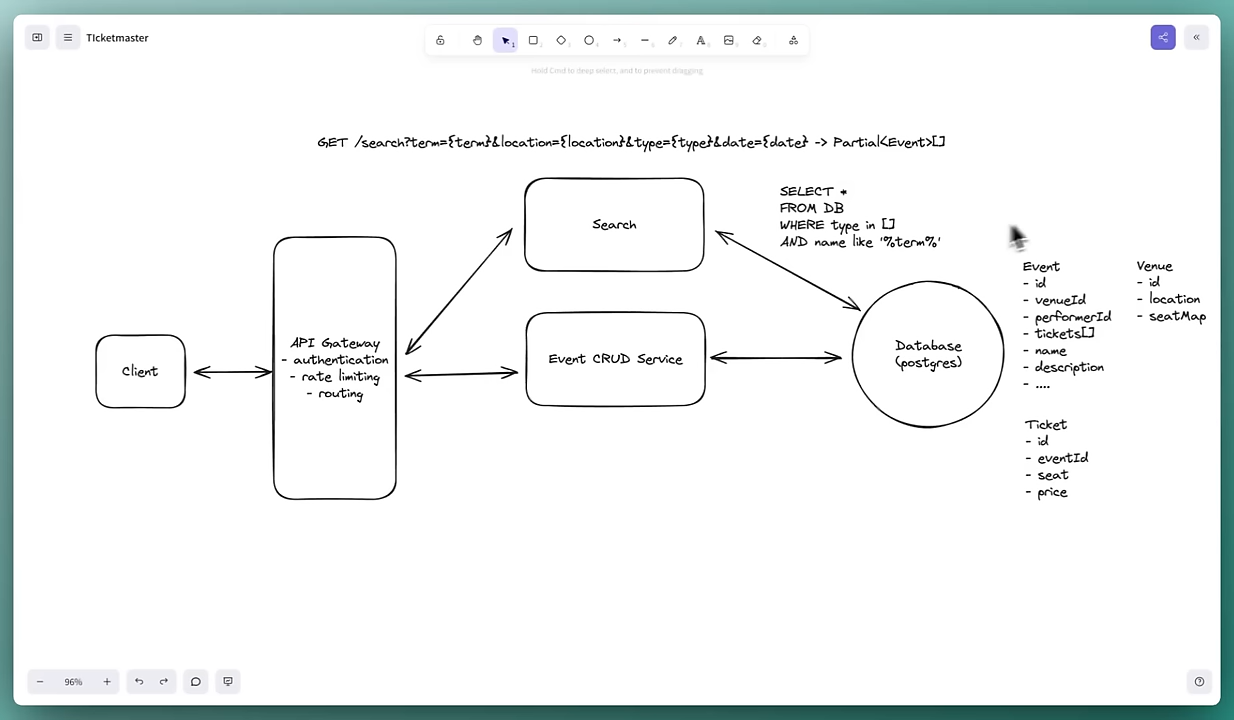 TIcketmaster
Hold Cmd to deep select, and to prevent dragging
GET /search?term={term}&location={location}&type={type}&date={date} -> Partial<Event>[]
SELECT *
FROM DB
WHERE type in []
AND name like '%term%'
Search
Client
API Gateway
- authentication
- rate limiting
- routing
Event CRUD Service
Database
(postgres)
Event
- id
- venueId
- performerId
- tickets[]
- name
- description
- ....
Venue
- id
- location
- seatMap
Ticket
- id
- eventId
- seat
- price
96%